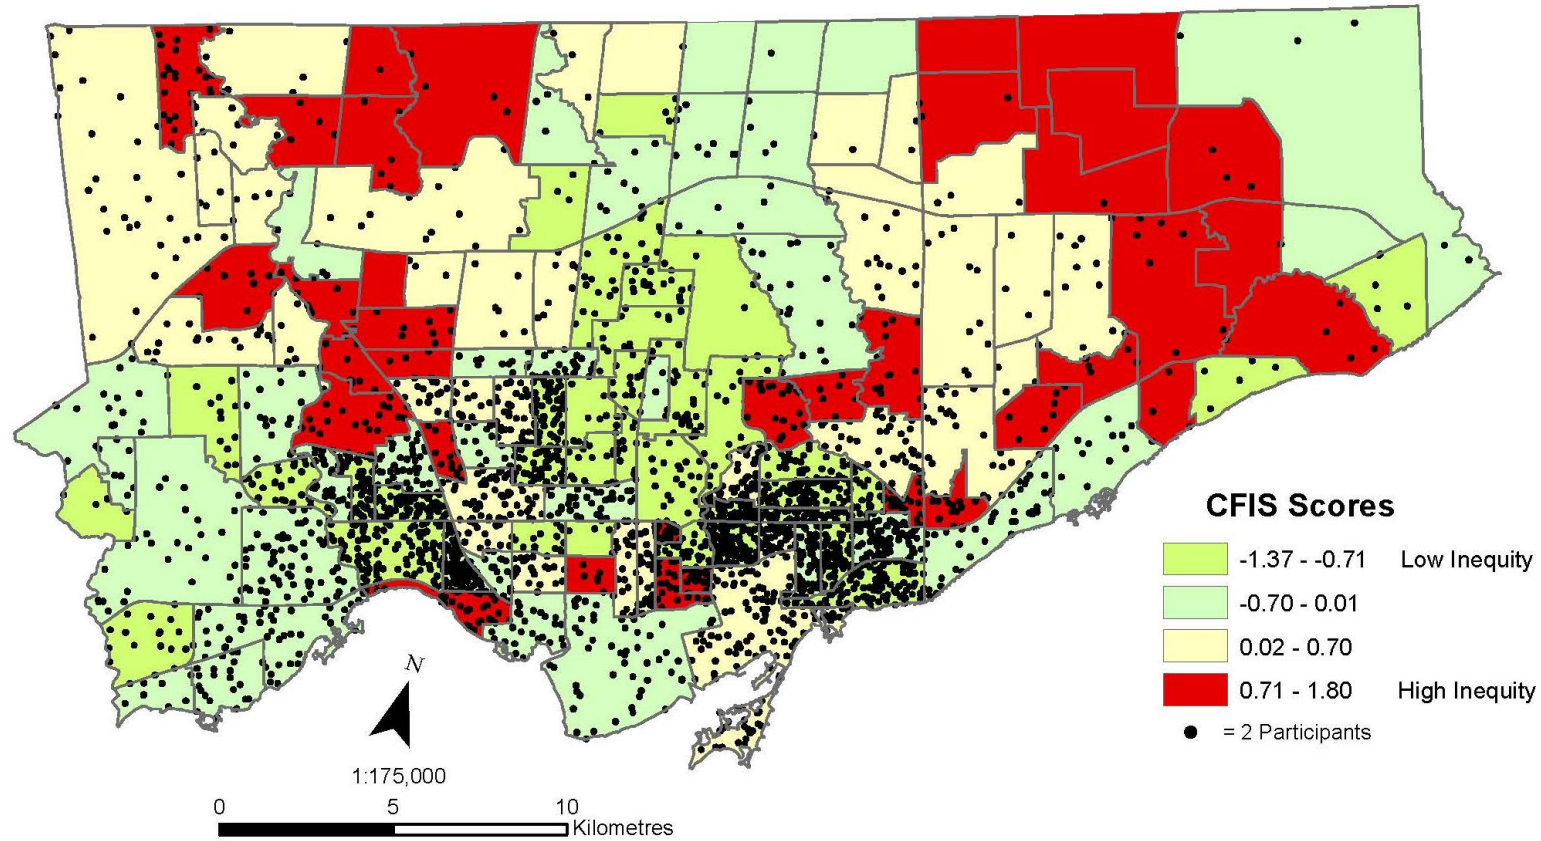 CFIS Scores
-1.37 - -0.71 Low Inequity
-0.70 - 0.01
0.02 - 0.70
0.71 - 1.80 High Inequity
= 2 Participants
N
1:175,000
0 5 10
Kilometres